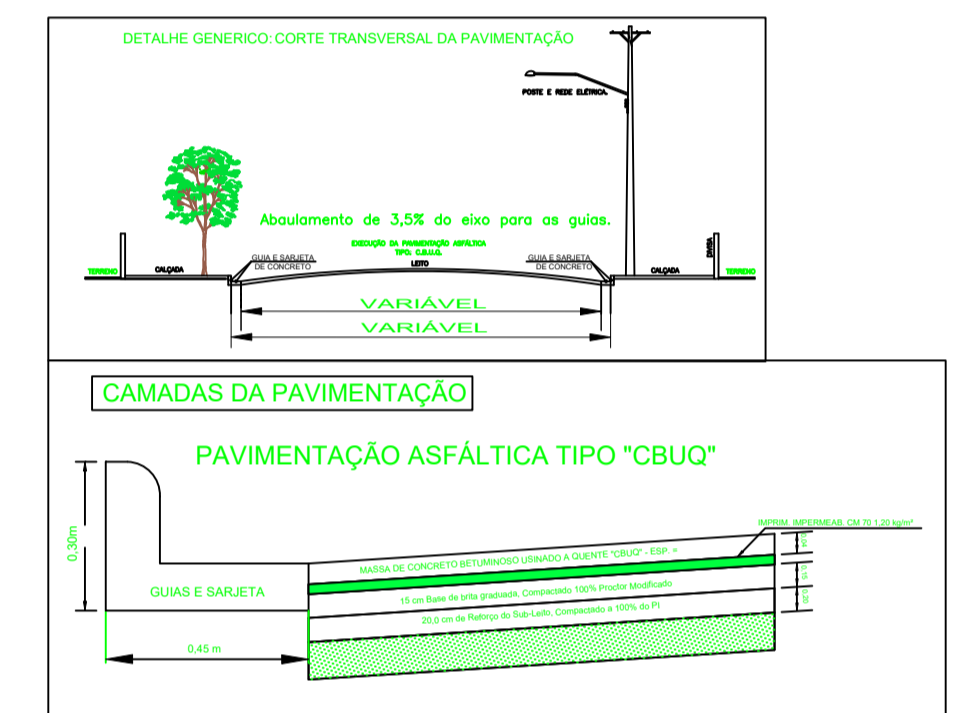 DETALHE GENERICO: CORTE TRANSVERSAL DA PAVIMENTAÇÃO
POSTE E REDE ELÉTRICA.
Abaulamento de 3,5% do eixo para as guias.
EXECUÇÃO DA PAVIMENTAÇÃO ASFÁLTICA
TIPO: C.B.U.Q.
GUIA E SARJETA
DE CONCRETO
LEITO
GUIA E SARJETA
DE CONCRETO
DIVISA
TERRENO
CALÇADA
CALÇADA
TERRENO
VARIÁVEL
VARIÁVEL
CAMADAS DA PAVIMENTAÇÃO
PAVIMENTAÇÃO ASFÁLTICA TIPO "CBUQ"
0,30m
IMPRIM. IMPERMEAB. CM 70 1,20 kg/m²
MASSA DE CONCRETO BETUMINOSO USINADO A QUENTE "CBUQ" - ESP. =
0,04
15 cm Base de brita graduada, Compactado 100% Proctor Modificado
0,15
GUIAS E SARJETA
20,0 cm de Reforço do Sub-Leito, Compactado a 100% do PI
0,20
0,45 m